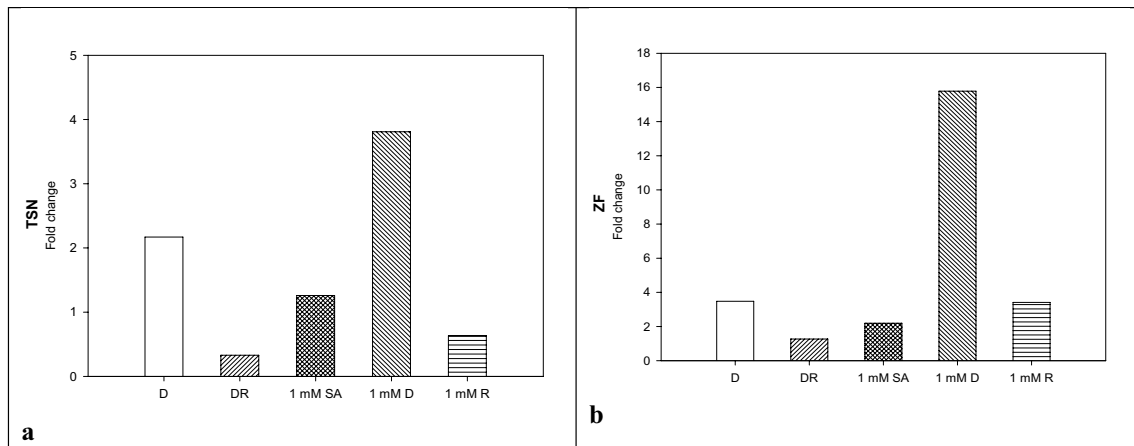 5
4
3
2
1
0
TSN
Fold change
D
DR
1 mM SA
1 mM D
1 mM R
a
18
16
14
12
10
8
6
4
2
0
ZF
Fold change
D
DR
1 mM SA
1 mM D
1 mM R
b